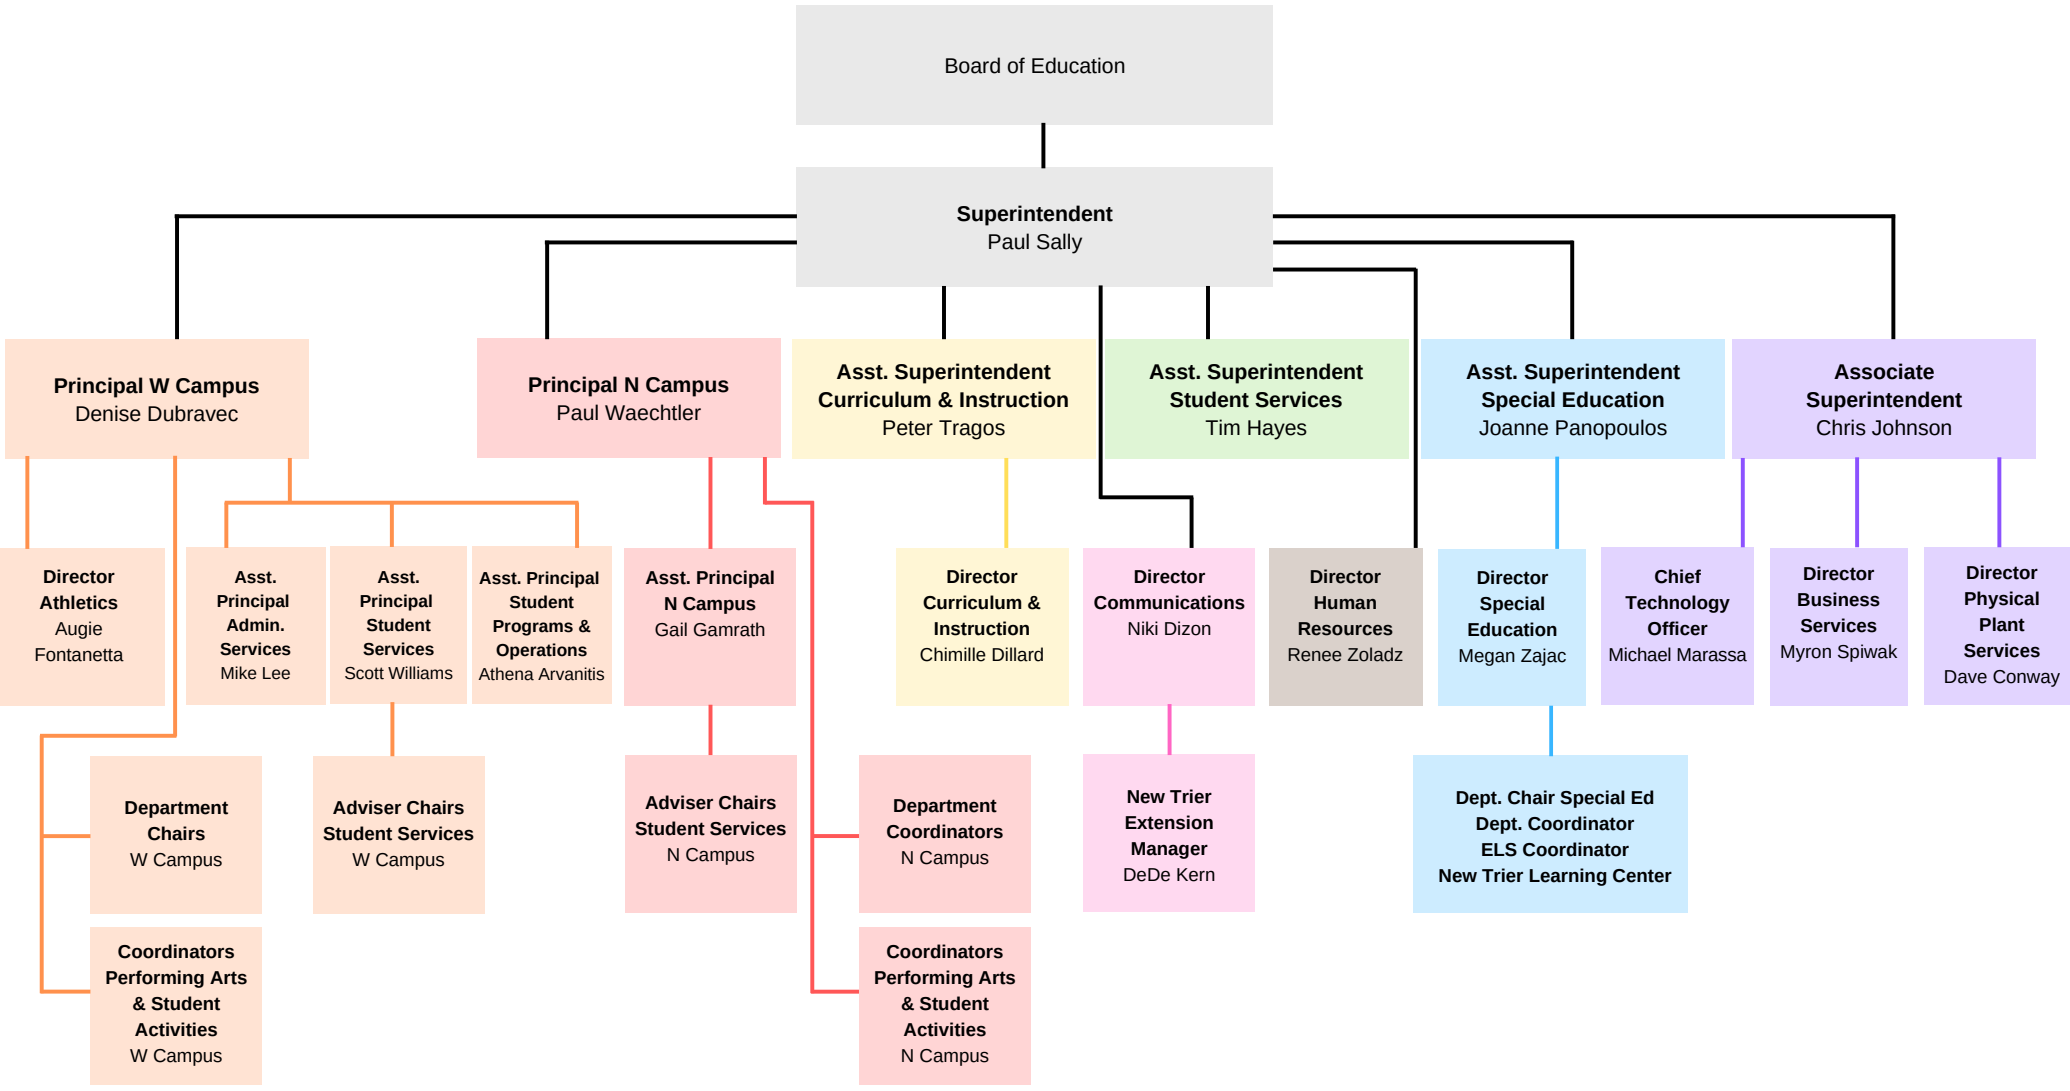 Board of Education
Superintendent
Paul Sally
Principal W Campus
Denise Dubravec
Principal N Campus
Paul Waechtler
Asst. Superintendent
Curriculum & Instruction
Peter Tragos
Asst. Superintendent
Student Services
Tim Hayes
Asst. Superintendent
Special Education
Joanne Panopoulos
Associate
Superintendent
Chris Johnson
Director
Athletics
Augie
Fontanetta
Asst.
Principal
Admin.
Services
Mike Lee
Asst.
Principal
Student
Services
Scott Williams
Asst. Principal
Student
Programs &
Operations
Athena Arvanitis
Asst. Principal
N Campus
Gail Gamrath
Director
Curriculum &
Instruction
Chimille Dillard
Director
Communications
Niki Dizon
Director
Human
Resources
Renee Zoladz
Director
Special
Education
Megan Zajac
Chief
Technology
Officer
Michael Marassa
Director
Business
Services
Myron Spiwak
Director
Physical
Plant
Services
Dave Conway
Department
Chairs
W Campus
Adviser Chairs
Student Services
W Campus
Adviser Chairs
Student Services
N Campus
Department
Coordinators
N Campus
New Trier
Extension
Manager
DeDe Kern
Dept. Chair Special Ed
Dept. Coordinator
ELS Coordinator
New Trier Learning Center
Coordinators
Performing Arts
& Student
Activities
W Campus
Coordinators
Performing Arts
& Student
Activities
N Campus